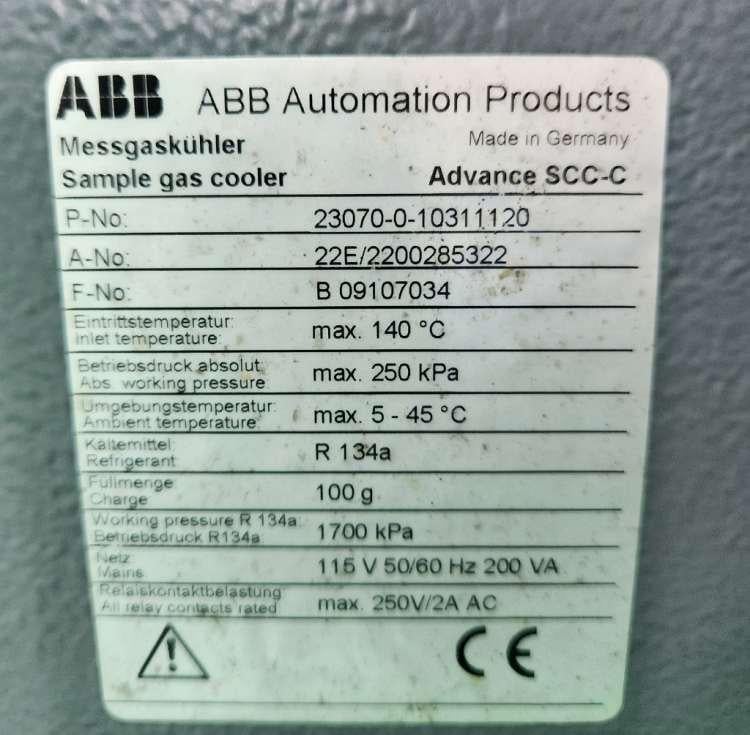 ABB ABB Automation Products
Messgaskühler Made in Germany
Sample gas cooler Advance SCC-C
P-No: 23070-0-10311120
A-No: 22E/2200285322
F-No: B 09107034
Eintrittstemperatur:
Inlet temperature: max. 140 °C
Betriebsdruck absolut:
Abs. working pressure: max. 250 kPa
Umgebungstemperatur:
Ambient temperature: max. 5 - 45 °C
Kältemittel:
Refrigerant: R 134a
Füllmenge:
Charge 100 g
Working pressure R 134a:
Betriebsdruck R134a 1700 kPa
Netz:
Mains: 115 V 50/60 Hz 200 VA
Relaiskontaktbelastung
All relay contacts rated max. 250V/2A AC
CE